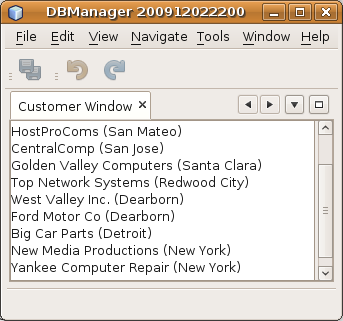 DBManager 200912022200
File Edit View Navigate Tools Window Help
Customer Window
HostProComs (San Mateo)
CentralComp (San Jose)
Golden Valley Computers (Santa Clara)
Top Network Systems (Redwood City)
West Valley Inc. (Dearborn)
Ford Motor Co (Dearborn)
Big Car Parts (Detroit)
New Media Productions (New York)
Yankee Computer Repair (New York)